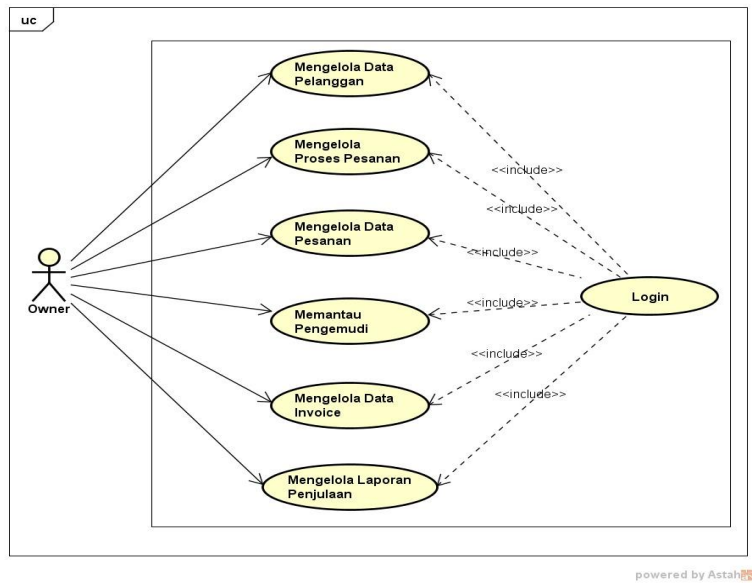 uc
Mengelola Data
Pelanggan
Mengelola
Proses Pesanan
<<include>>
<<include>>
Mengelola Data
Pesanan
<<include>>
Login
Owner
Memantau
Pengemudi
<<include>>
<<include>>
Mengelola Data
Invoice
<<include>>
Mengelola Laporan
Penjulaan
powered by Astah